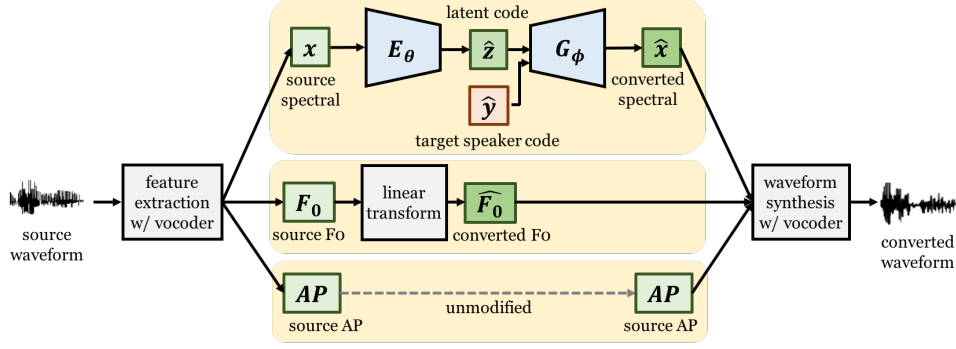 latent code
x
E_θ
ẑ
G_ϕ
x̂
source
spectral
ŷ
converted
spectral
target speaker code
source
waveform
feature
extraction
w/ vocoder
F_0
linear
transform
F̂_0
waveform
synthesis
w/ vocoder
converted
waveform
source F0
converted F0
AP
unmodified
AP
source AP
source AP